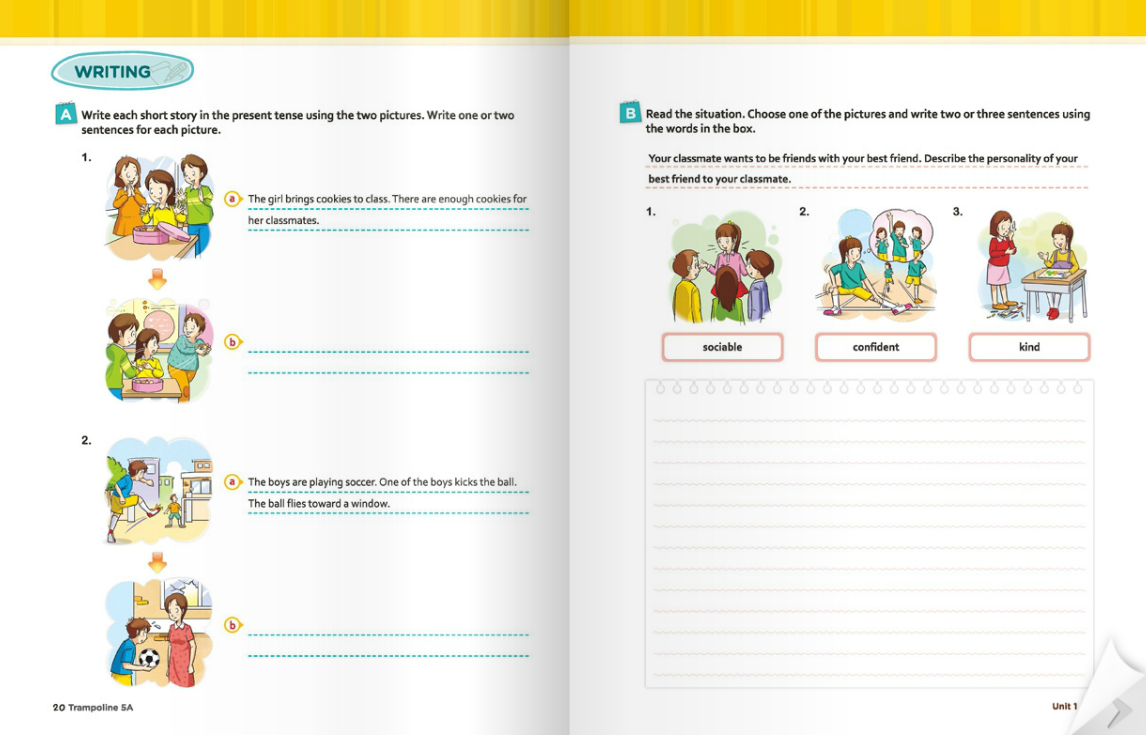 WRITING
A Write each short story in the present tense using the two pictures. Write one or two
sentences for each picture.
1.
a The girl brings cookies to class. There are enough cookies for
her classmates.
b
2.
a The boys are playing soccer. One of the boys kicks the ball.
The ball flies toward a window.
b
20 Trampoline 5A
B Read the situation. Choose one of the pictures and write two or three sentences using
the words in the box.
Your classmate wants to be friends with your best friend. Describe the personality of your
best friend to your classmate.
1.
2.
3.
sociable
confident
kind
Unit 1